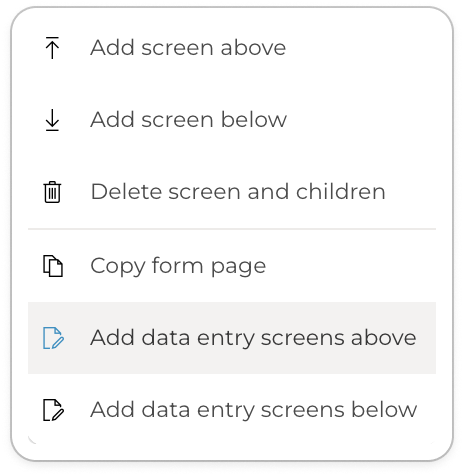 Add screen above
Add screen below
Delete screen and children
Copy form page
Add data entry screens above
Add data entry screens below